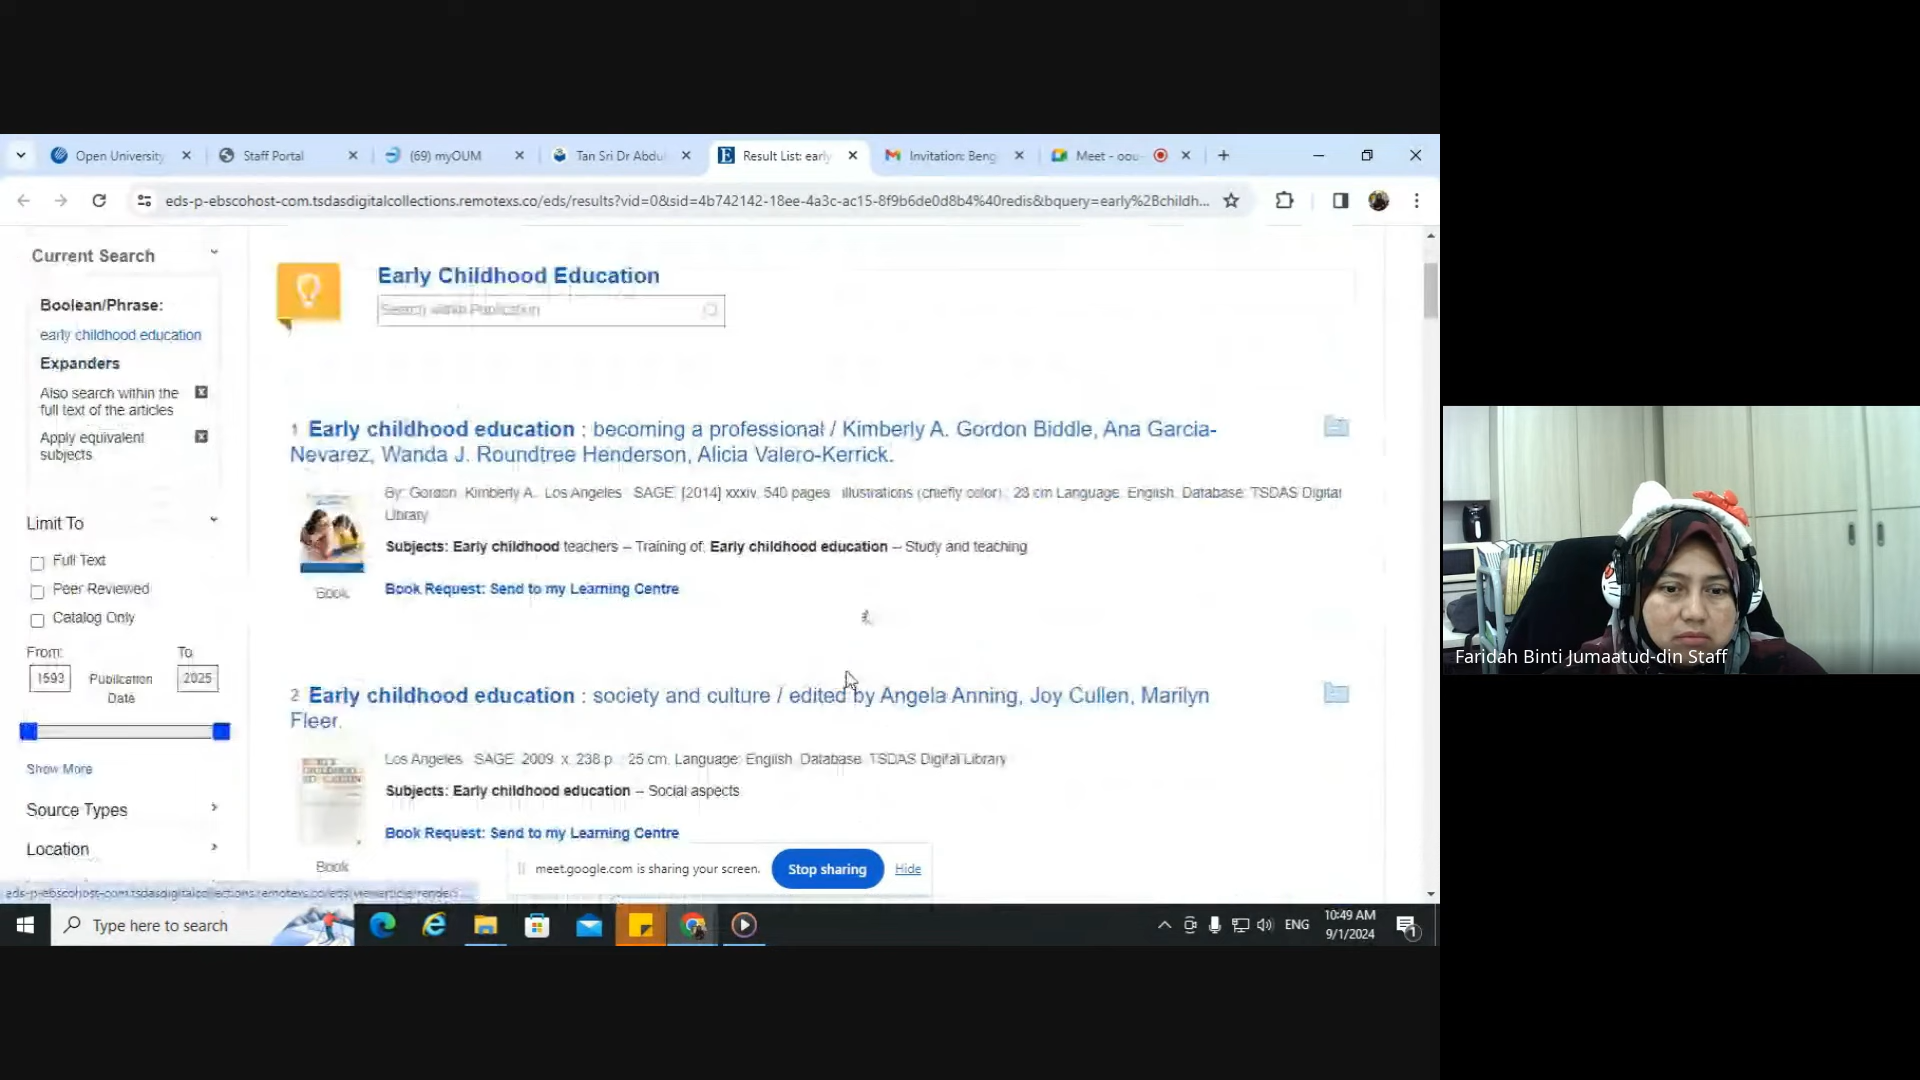 Open University
Staff Portal
(69) myOUM
Tan Sri Dr Abdu
Result List: early
Invitation: Beng
Meet - oou-
eds-p-ebscohost-com.tsdasdigitalcollections.remotexs.co/eds/results?vid=0&sid=4b742142-18ee-4a3c-ac15-8f9b6de0d8b4%40redis&bquery=early%2Bchildh...
Current Search
Boolean/Phrase:
early childhood education
Expanders
Also search within the
full text of the articles
Apply equivalent
subjects
Limit To
Full Text
Peer Reviewed
Catalog Only
From:
To
1593
Publication
Date
2025
Show More
Source Types
Location
Early Childhood Education
Search within Publication
1 Early childhood education : becoming a professional / Kimberly A. Gordon Biddle, Ana Garcia-
Nevarez, Wanda J. Roundtree Henderson, Alicia Valero-Kerrick.
By: Gordon, Kimberly A. Los Angeles : SAGE, [2014] xxxiv, 540 pages : illustrations (chiefly color) ; 28 cm Language: English, Database: TSDAS Digital
Library
Subjects: Early childhood teachers -- Training of; Early childhood education -- Study and teaching
Book
Book Request: Send to my Learning Centre
2 Early childhood education : society and culture / edited by Angela Anning, Joy Cullen, Marilyn
Fleer.
Los Angeles : SAGE, 2009. x, 238 p. ; 25 cm. Language: English, Database: TSDAS Digital Library
Subjects: Early childhood education -- Social aspects
Book Request: Send to my Learning Centre
Book
meet.google.com is sharing your screen.
Stop sharing
Hide
Type here to search
ENG
10:49 AM
9/1/2024
1
Faridah Binti Jumaatud-din Staff